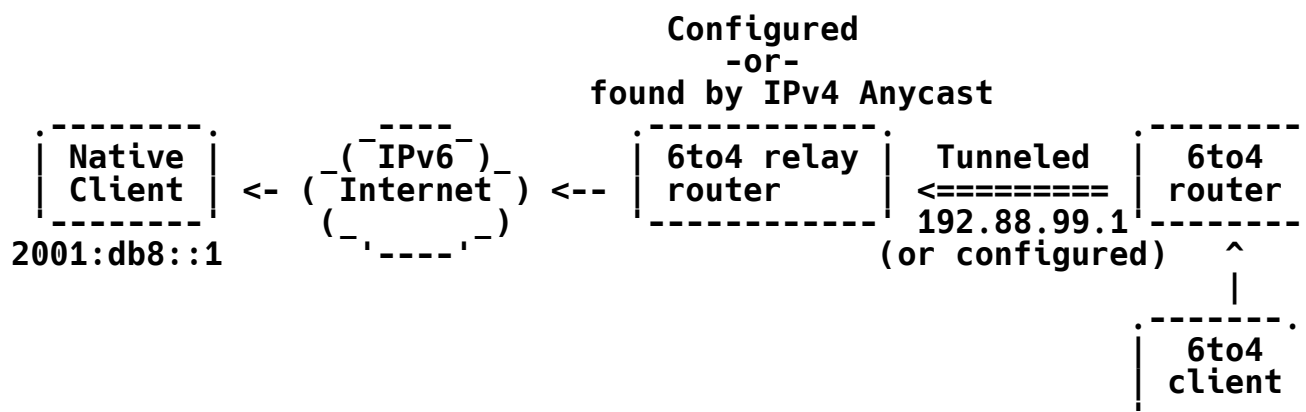 Configured
-or-
found by IPv4 Anycast
Native IPv6 6to4 relay Tunneled 6to4
Client <- ( Internet ) <-- router <========= router
192.88.99.1
2001:db8::1 (or configured) ^
6to4
client